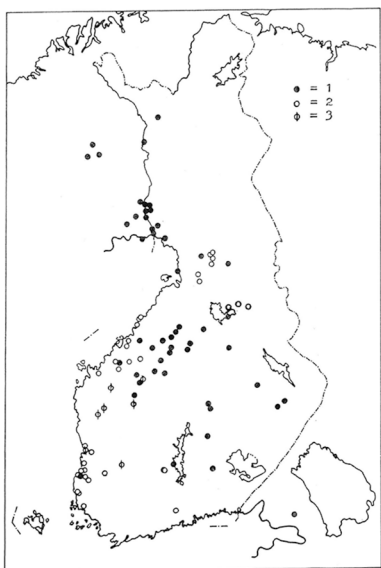 ● = 1
○ = 2
⌽ = 3